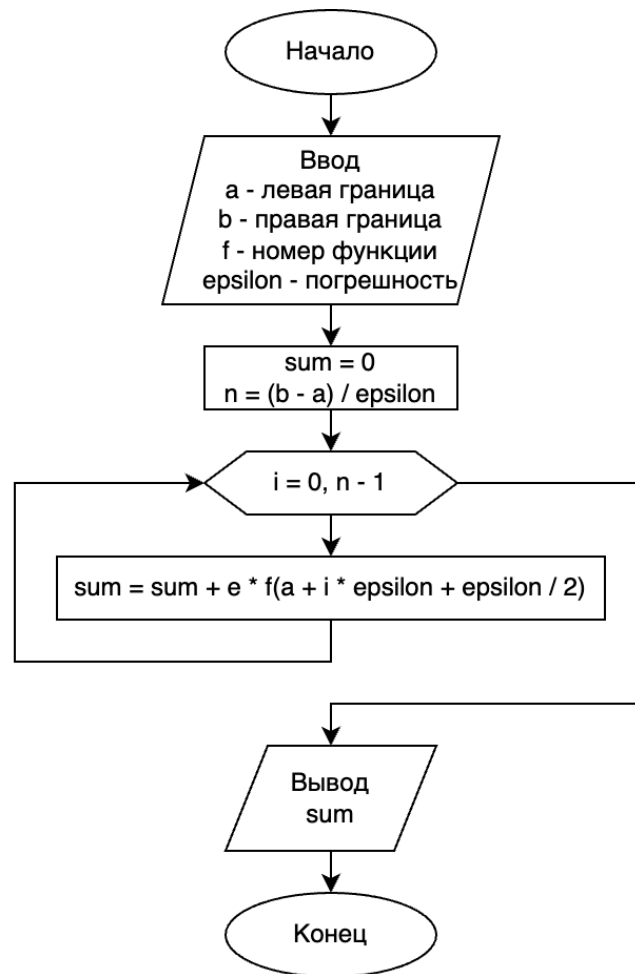 Начало
Ввод
a - левая граница
b - правая граница
f - номер функции
epsilon - погрешность
sum = 0
n = (b - a) / epsilon
i = 0, n - 1
sum = sum + e * f(a + i * epsilon + epsilon / 2)
Вывод
sum
Конец